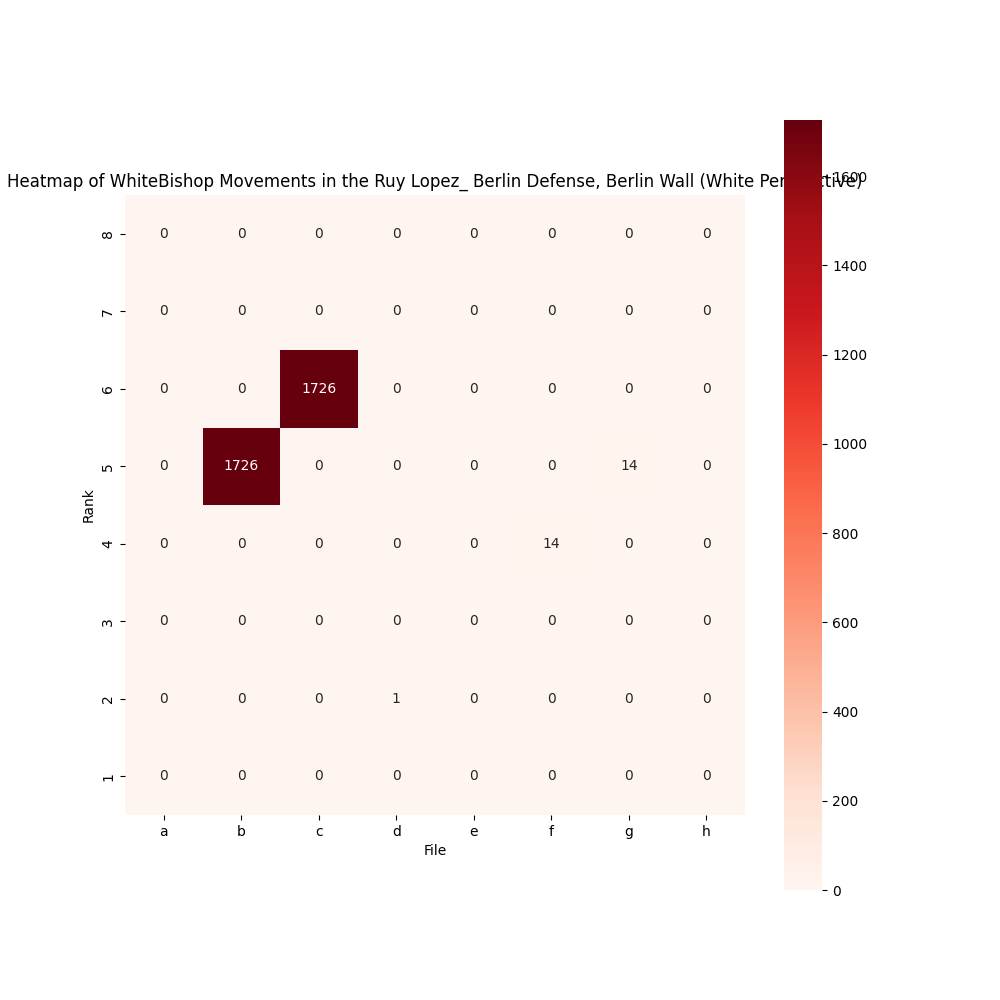 Heatmap of WhiteBishop Movements in the Ruy Lopez_ Berlin Defense, Berlin Wall (White Perspective)
8 0 0 0 0 0 0 0 0
7 0 0 0 0 0 0 0 0
6 0 0 1726 0 0 0 0 0
5 0 1726 0 0 0 0 14 0
4 0 0 0 0 0 14 0 0
3 0 0 0 0 0 0 0 0
2 0 0 0 1 0 0 0 0
1 0 0 0 0 0 0 0 0
Rank
a b c d e f g h
File
1600
1400
1200
1000
800
600
400
200
0